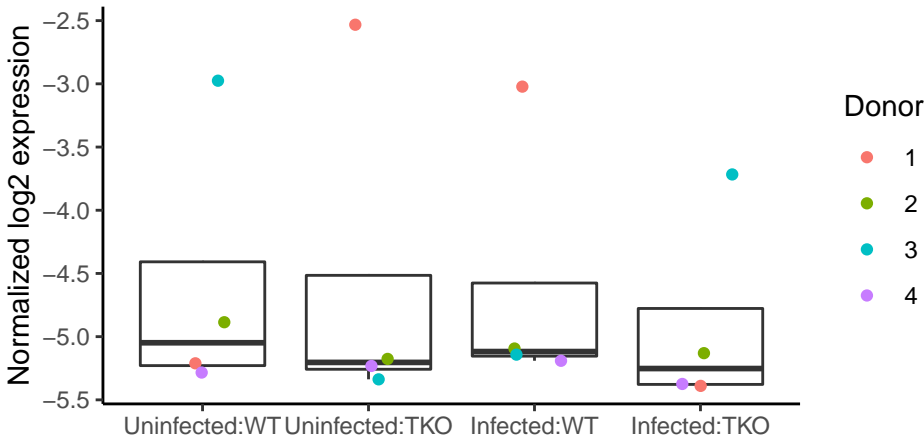 Normalized log2 expression
−2.5
−3.0
−3.5
−4.0
−4.5
−5.0
−5.5
Uninfected:WT
Uninfected:TKO
Infected:WT
Infected:TKO
Donor
1
2
3
4